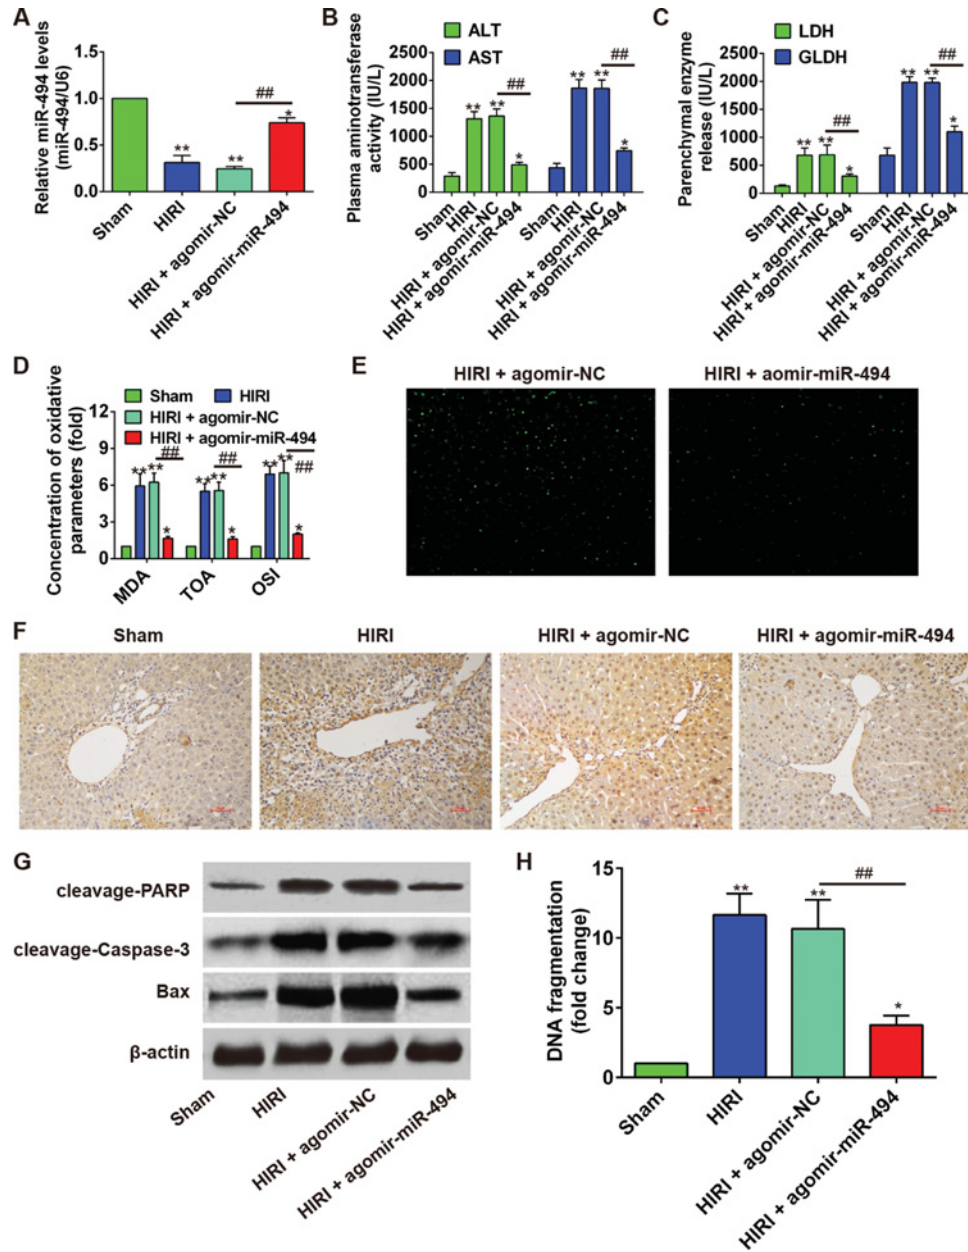 A
Relative miR-494 levels
(miR-494/U6)
1.5
1.0
0.5
0.0
**
**
##
*
Sham
HIRI
HIRI + agomir-NC
HIRI + agomir-miR-494
B
ALT
AST
Plasma aminotransferase
activity (IU/L)
2500
2000
1500
1000
500
0
**
**
##
*
**
**
##
*
Sham
HIRI
HIRI + agomir-NC
HIRI + agomir-miR-494
Sham
HIRI
HIRI + agomir-NC
HIRI + agomir-miR-494
C
LDH
GLDH
Parenchymal enzyme
release (IU/L)
2500
2000
1500
1000
500
0
**
**
##
*
**
**
##
*
Sham
HIRI
HIRI + agomir-NC
HIRI + agomir-miR-494
Sham
HIRI
HIRI + agomir-NC
HIRI + agomir-miR-494
D
Sham
HIRI
HIRI + agomir-NC
HIRI + agomir-miR-494
Concentration of oxidative
parameters (fold)
12
9
6
3
0
**
**
##
*
**
**
##
*
**
**
##
*
MDA
TOA
OSI
E
HIRI + agomir-NC
HIRI + aomir-miR-494
F
Sham
HIRI
HIRI + agomir-NC
HIRI + agomir-miR-494
G
cleavage-PARP
cleavage-Caspase-3
Bax
β-actin
Sham
HIRI
HIRI + agomir-NC
HIRI + agomir-miR-494
H
DNA fragmentation
(fold change)
15
10
5
0
**
**
##
*
Sham
HIRI
HIRI + agomir-NC
HIRI + agomir-miR-494